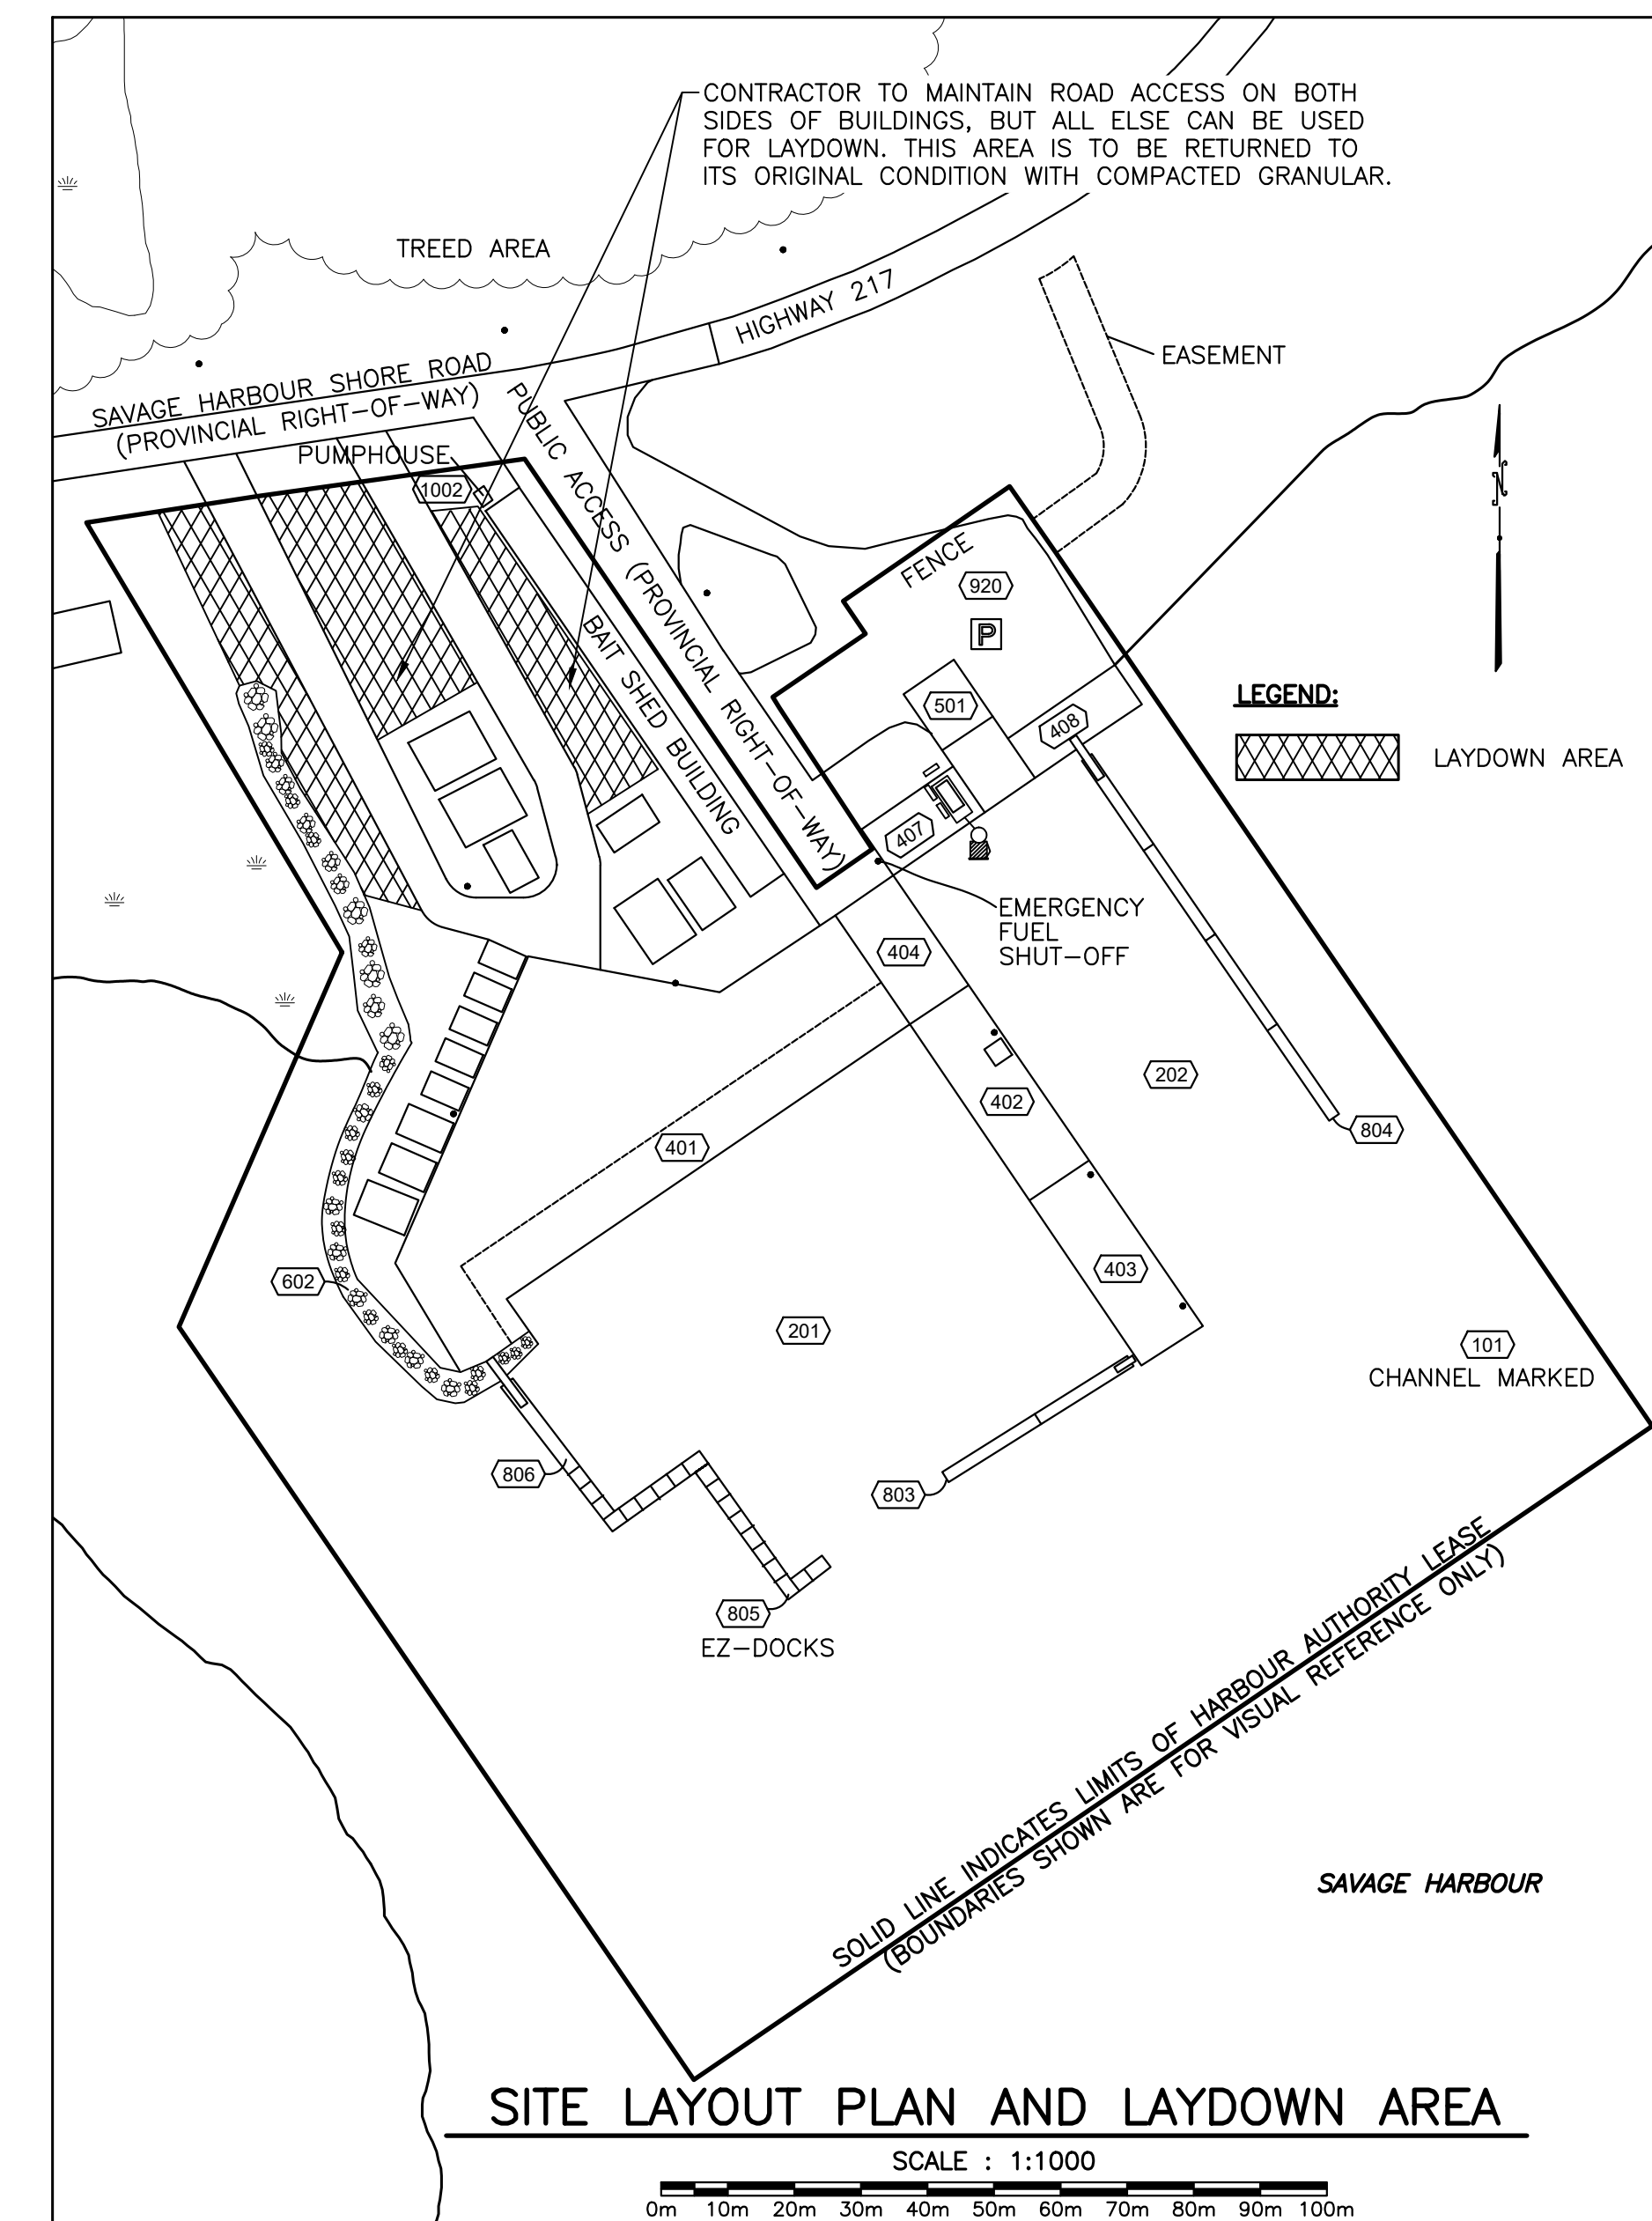 CONTRACTOR TO MAINTAIN ROAD ACCESS ON BOTH
SIDES OF BUILDINGS, BUT ALL ELSE CAN BE USED
FOR LAYDOWN. THIS AREA IS TO BE RETURNED TO
ITS ORIGINAL CONDITION WITH COMPACTED GRANULAR.
TREED AREA
HIGHWAY 217
EASEMENT
SAVAGE HARBOUR SHORE ROAD
(PROVINCIAL RIGHT-OF-WAY)
PUMPHOUSE
1002
PUBLIC ACCESS (PROVINCIAL RIGHT-OF-WAY)
BAIT SHED BUILDING
N
FENCE
920
P
501
408
407
LEGEND:
LAYDOWN AREA
EMERGENCY
FUEL
SHUT-OFF
404
402
202
401
804
403
602
201
101
CHANNEL MARKED
806
803
805
EZ-DOCKS
SOLID LINE INDICATES LIMITS OF HARBOUR AUTHORITY LEASE
(BOUNDARIES SHOWN ARE FOR VISUAL REFERENCE ONLY)
SAVAGE HARBOUR
SITE LAYOUT PLAN AND LAYDOWN AREA
SCALE : 1:1000
0m 10m 20m 30m 40m 50m 60m 70m 80m 90m 100m